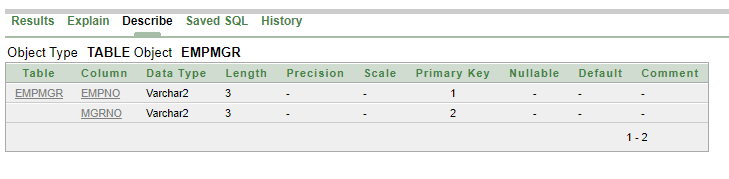 Results Explain Describe Saved SQL History
Object Type TABLE Object EMPMGR
Table Column Data Type Length Precision Scale Primary Key Nullable Default Comment
EMPMGR EMPNO Varchar2 3 - - 1 - - -
MGRNO Varchar2 3 - - 2 - - -
1 - 2